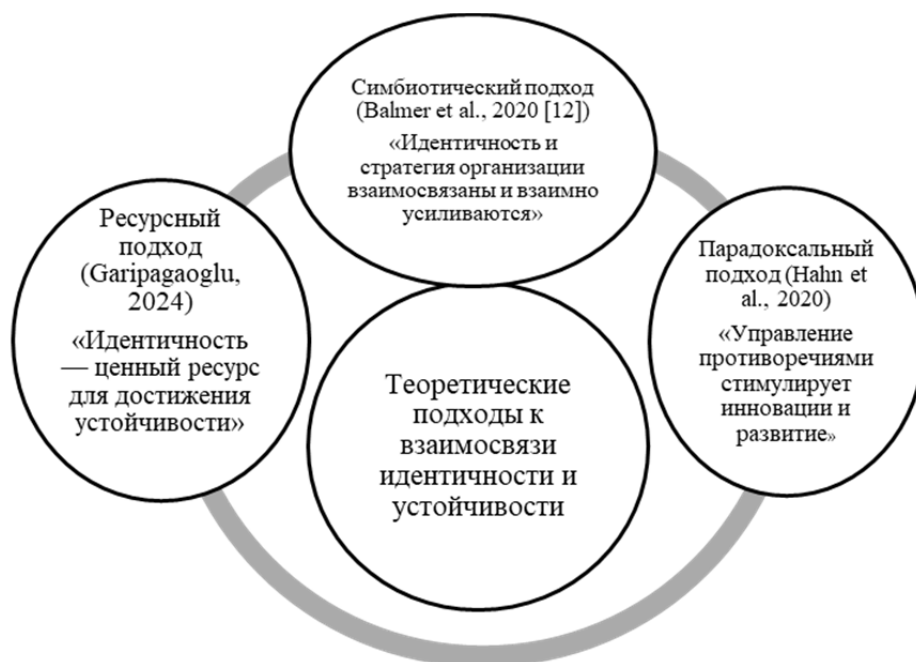 Симбиотический подход
(Balmer et al., 2020 [12])
«Идентичность и
стратегия организации
взаимосвязаны и взаимно
усиливаются»
Ресурсный
подход
(Garipagaoglu,
2024)
«Идентичность
— ценный ресурс
для достижения
устойчивости»
Парадоксальный
подход (Hahn et
al., 2020)
«Управление
противоречиями
стимулирует
инновации и
развитие»
Теоретические
подходы к
взаимосвязи
идентичности и
устойчивости